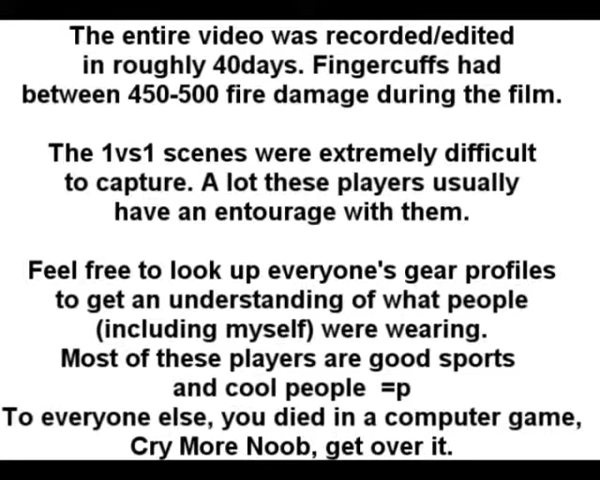 The entire video was recorded/edited
in roughly 40days. Fingercuffs had
between 450-500 fire damage during the film.
The 1vs1 scenes were extremely difficult
to capture. A lot these players usually
have an entourage with them.
Feel free to look up everyone's gear profiles
to get an understanding of what people
(including myself) were wearing.
Most of these players are good sports
and cool people =p
To everyone else, you died in a computer game,
Cry More Noob, get over it.